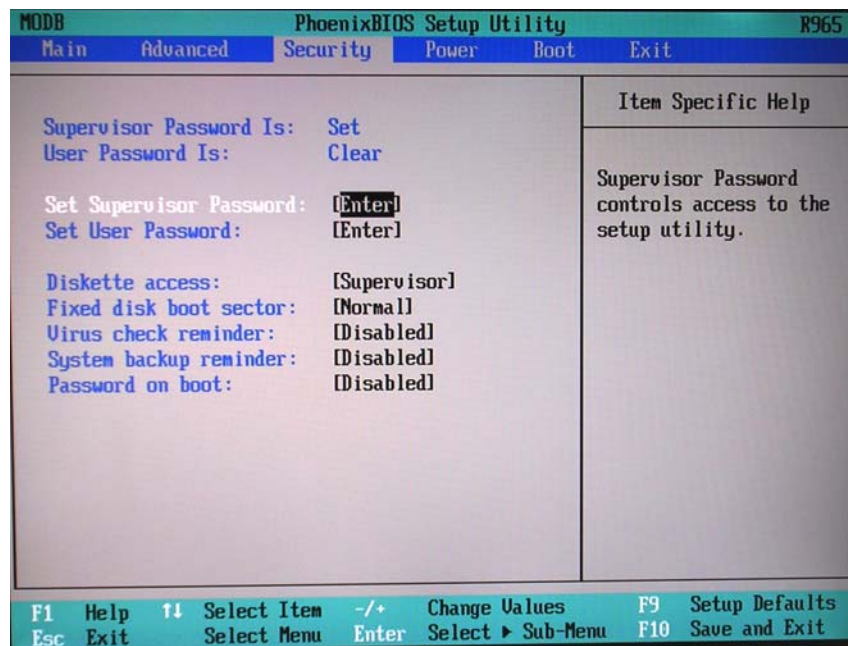 MODB PhoenixBIOS Setup Utility R965
Main Advanced Security Power Boot Exit
Item Specific Help
Supervisor Password Is: Set
User Password Is: Clear
Supervisor Password
controls access to the
setup utility.
Set Supervisor Password: [Enter]
Set User Password: [Enter]
Diskette access: [Supervisor]
Fixed disk boot sector: [Normal]
Virus check reminder: [Disabled]
System backup reminder: [Disabled]
Password on boot: [Disabled]
F1 Help ↑↓ Select Item -/+ Change Values F9 Setup Defaults
Esc Exit Select Menu Enter Select ▶ Sub-Menu F10 Save and Exit